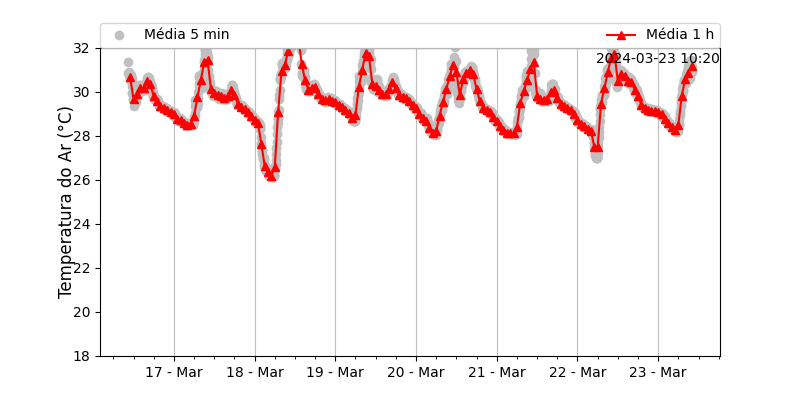 Média 5 min
Média 1 h
2024-03-23 10:20
Temperatura do Ar (°C)
32
30
28
26
24
22
20
18
17 - Mar
18 - Mar
19 - Mar
20 - Mar
21 - Mar
22 - Mar
23 - Mar